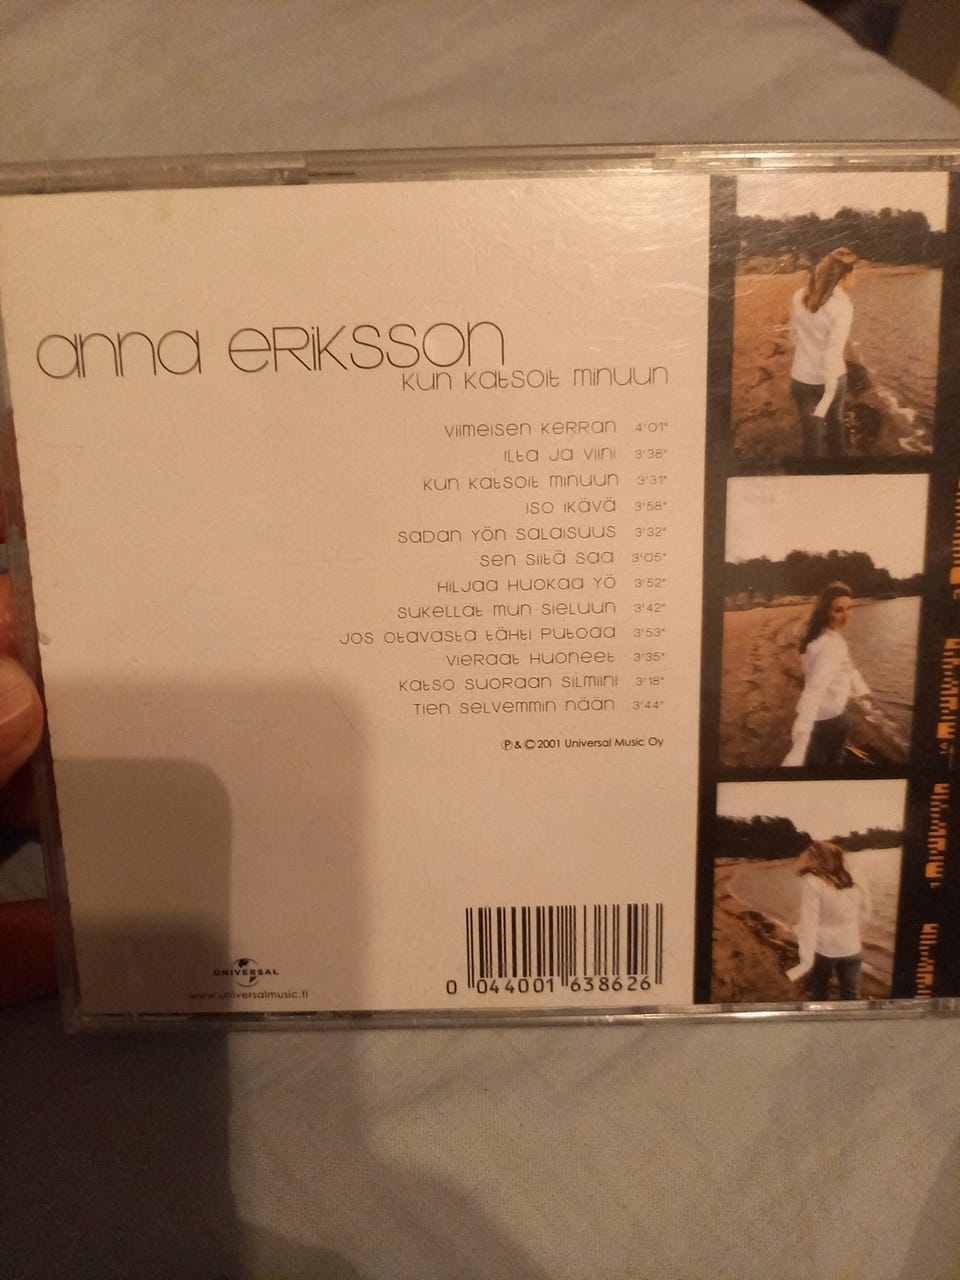 anna eriksson
kun katsoit minuun
viimeisen kerran 4'01"
ilta ja viini 3'38"
kun katsoit minuun 3'31"
iso ikävä 3'58"
sadan yön salaisuus 3'32"
sen siitä saa 3'05"
hiljaa huokaa yö 3'52"
sukellat mun sieluun 3'42"
jos otavasta tähti putoaa 3'53"
vieraat huoneet 3'35"
katso suoraan silmiini 3'18"
tien selvemmin nään 3'44"
℗ & © 2001 Universal Music Oy
UNIVERSAL
www.universalmusic.fi
0 044001 638626